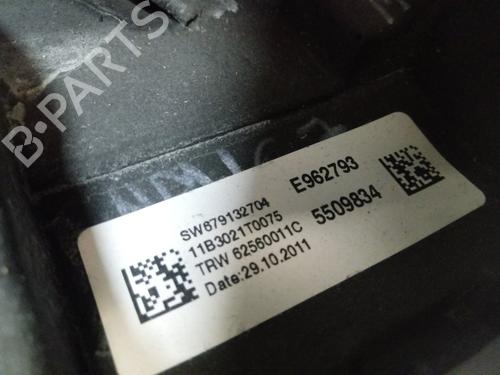 B-PARTS
SW679132704
E962793
11B3021T0075
TRW 62560011C
5509834
Date:29.10.2011